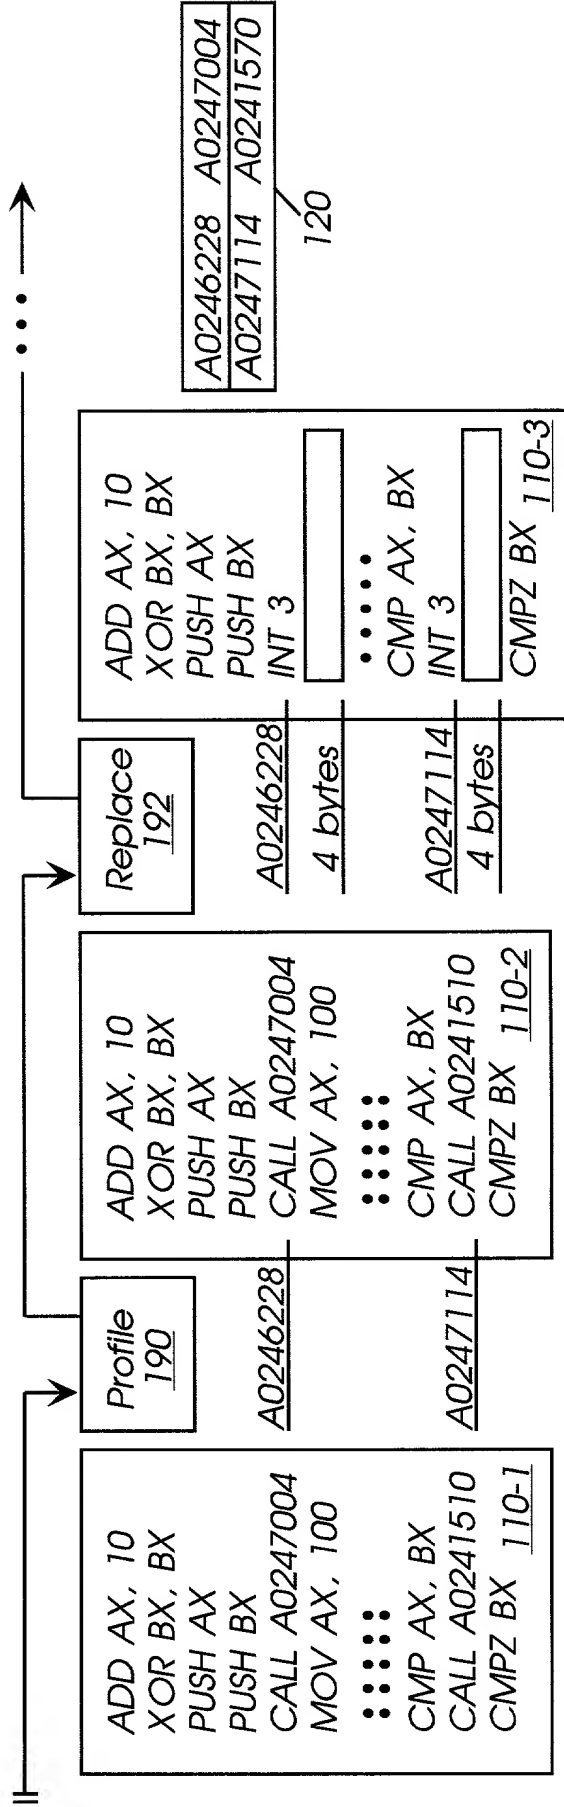 ADD AX, 10
XOR BX, BX
PUSH AX
PUSH BX
CALL A0247004
MOV AX, 100
CMP AX, BX
CALL A0241510
CMPZ BX 110-1
Profile
190
A0246228
A0247114
ADD AX, 10
XOR BX, BX
PUSH AX
PUSH BX
CALL A0247004
MOV AX, 100
CMP AX, BX
CALL A0241510
CMPZ BX 110-2
Replace
192
A0246228
4 bytes
A0247114
4 bytes
ADD AX, 10
XOR BX, BX
PUSH AX
PUSH BX
INT 3
CMP AX, BX
INT 3
CMPZ BX 110-3
A0246228 A0247004
A0247114 A0241570
120